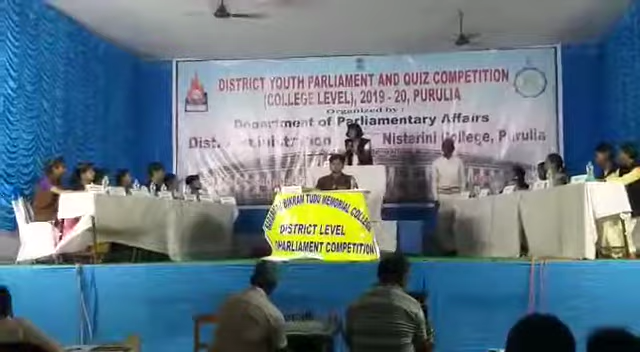 DISTRICT YOUTH PARLIAMENT AND QUIZ COMPETITION
(COLLEGE LEVEL), 2019 - 20, PURULIA
Organized by :
Department of Parliamentary Affairs
Nistarini College, Purulia
BIKRAM TUDU MEMORIAL COLLEGE
DISTRICT LEVEL
PARLIAMENT COMPETITION